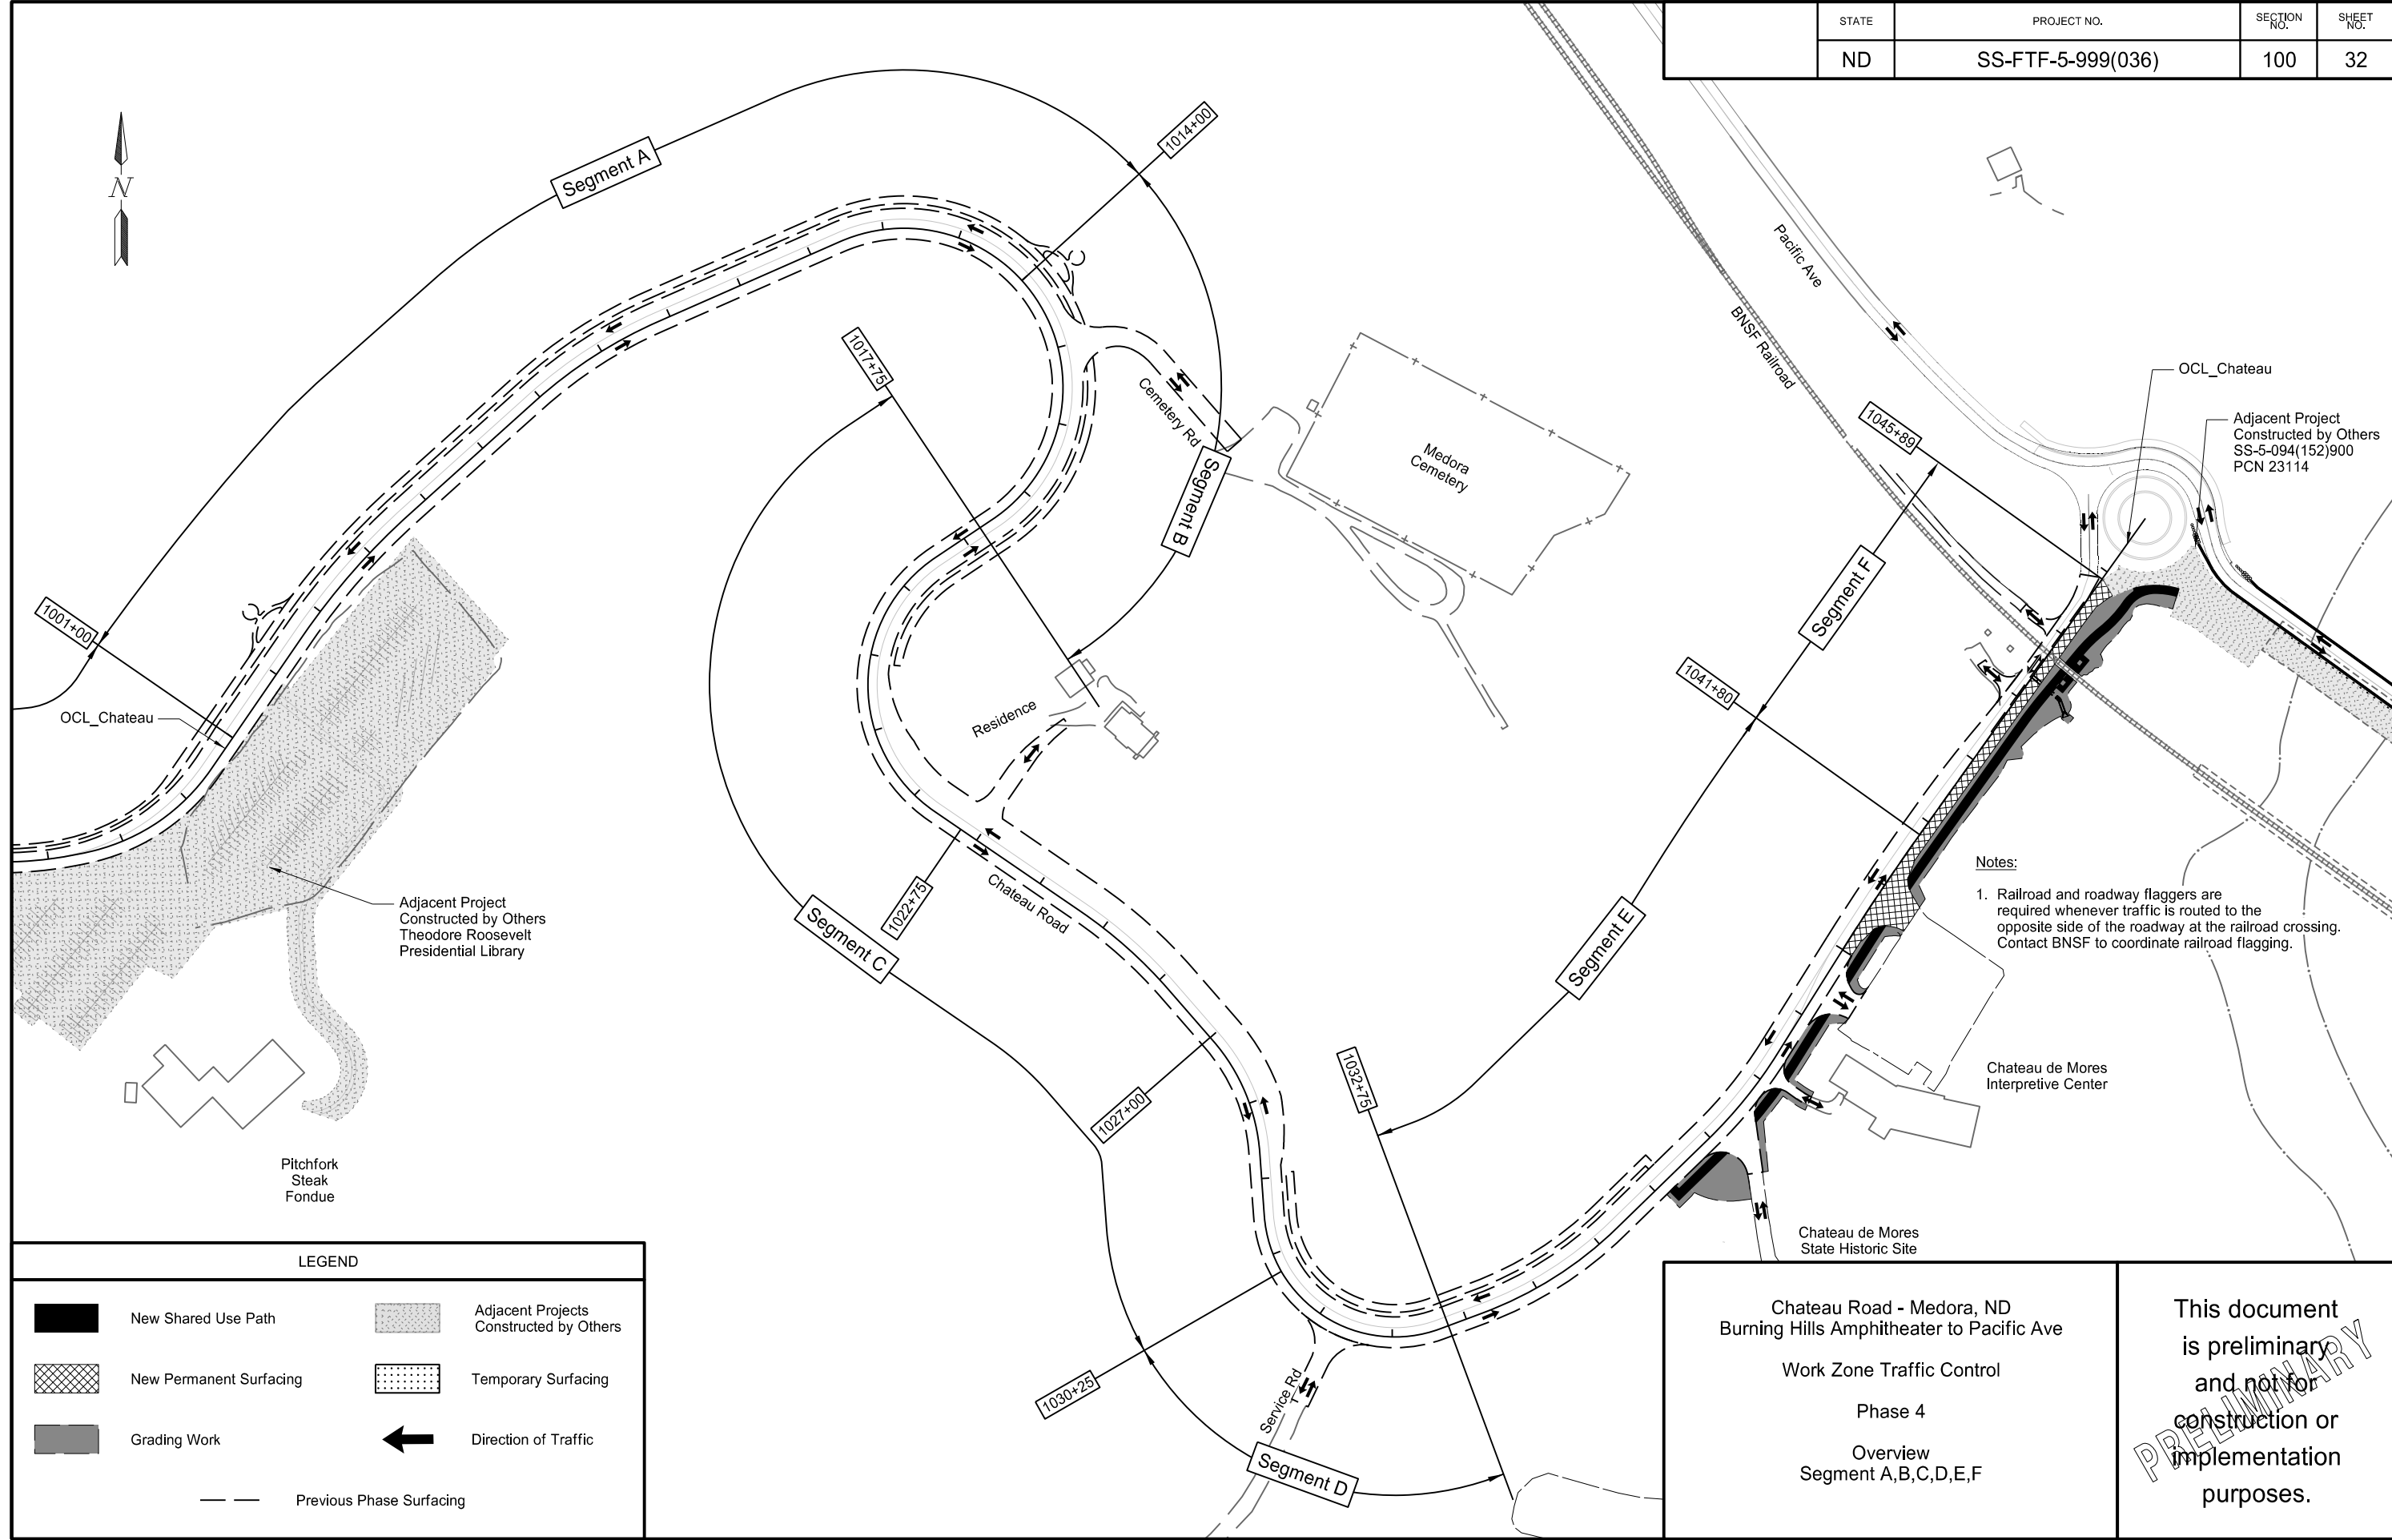 STATE
PROJECT NO.
SECTION
NO.
SHEET
NO.
ND
SS-FTF-5-999(036)
100
32
N
Segment A
1014+00
1017+75
1001+00
OCL_Chateau
Segment B
Cemetery Rd
Medora
Cemetery
Pacific Ave
BNSF Railroad
OCL_Chateau
1045+89
Adjacent Project
Constructed by Others
SS-5-094(152)900
PCN 23114
Segment F
1041+80
Residence
Chateau Road
1022+75
Segment C
Segment E
1027+00
1032+75
1030+25
Service Rd
Segment D
Adjacent Project
Constructed by Others
Theodore Roosevelt
Presidential Library
Pitchfork
Steak
Fondue
Notes:
1. Railroad and roadway flaggers are
required whenever traffic is routed to the
opposite side of the roadway at the railroad crossing.
Contact BNSF to coordinate railroad flagging.
Chateau de Mores
Interpretive Center
Chateau de Mores
State Historic Site
LEGEND
New Shared Use Path
Adjacent Projects
Constructed by Others
New Permanent Surfacing
Temporary Surfacing
Grading Work
Direction of Traffic
Previous Phase Surfacing
Chateau Road - Medora, ND
Burning Hills Amphitheater to Pacific Ave
Work Zone Traffic Control
Phase 4
Overview
Segment A,B,C,D,E,F
This document
is preliminary
and not for
construction or
implementation
purposes.
PRELIMINARY